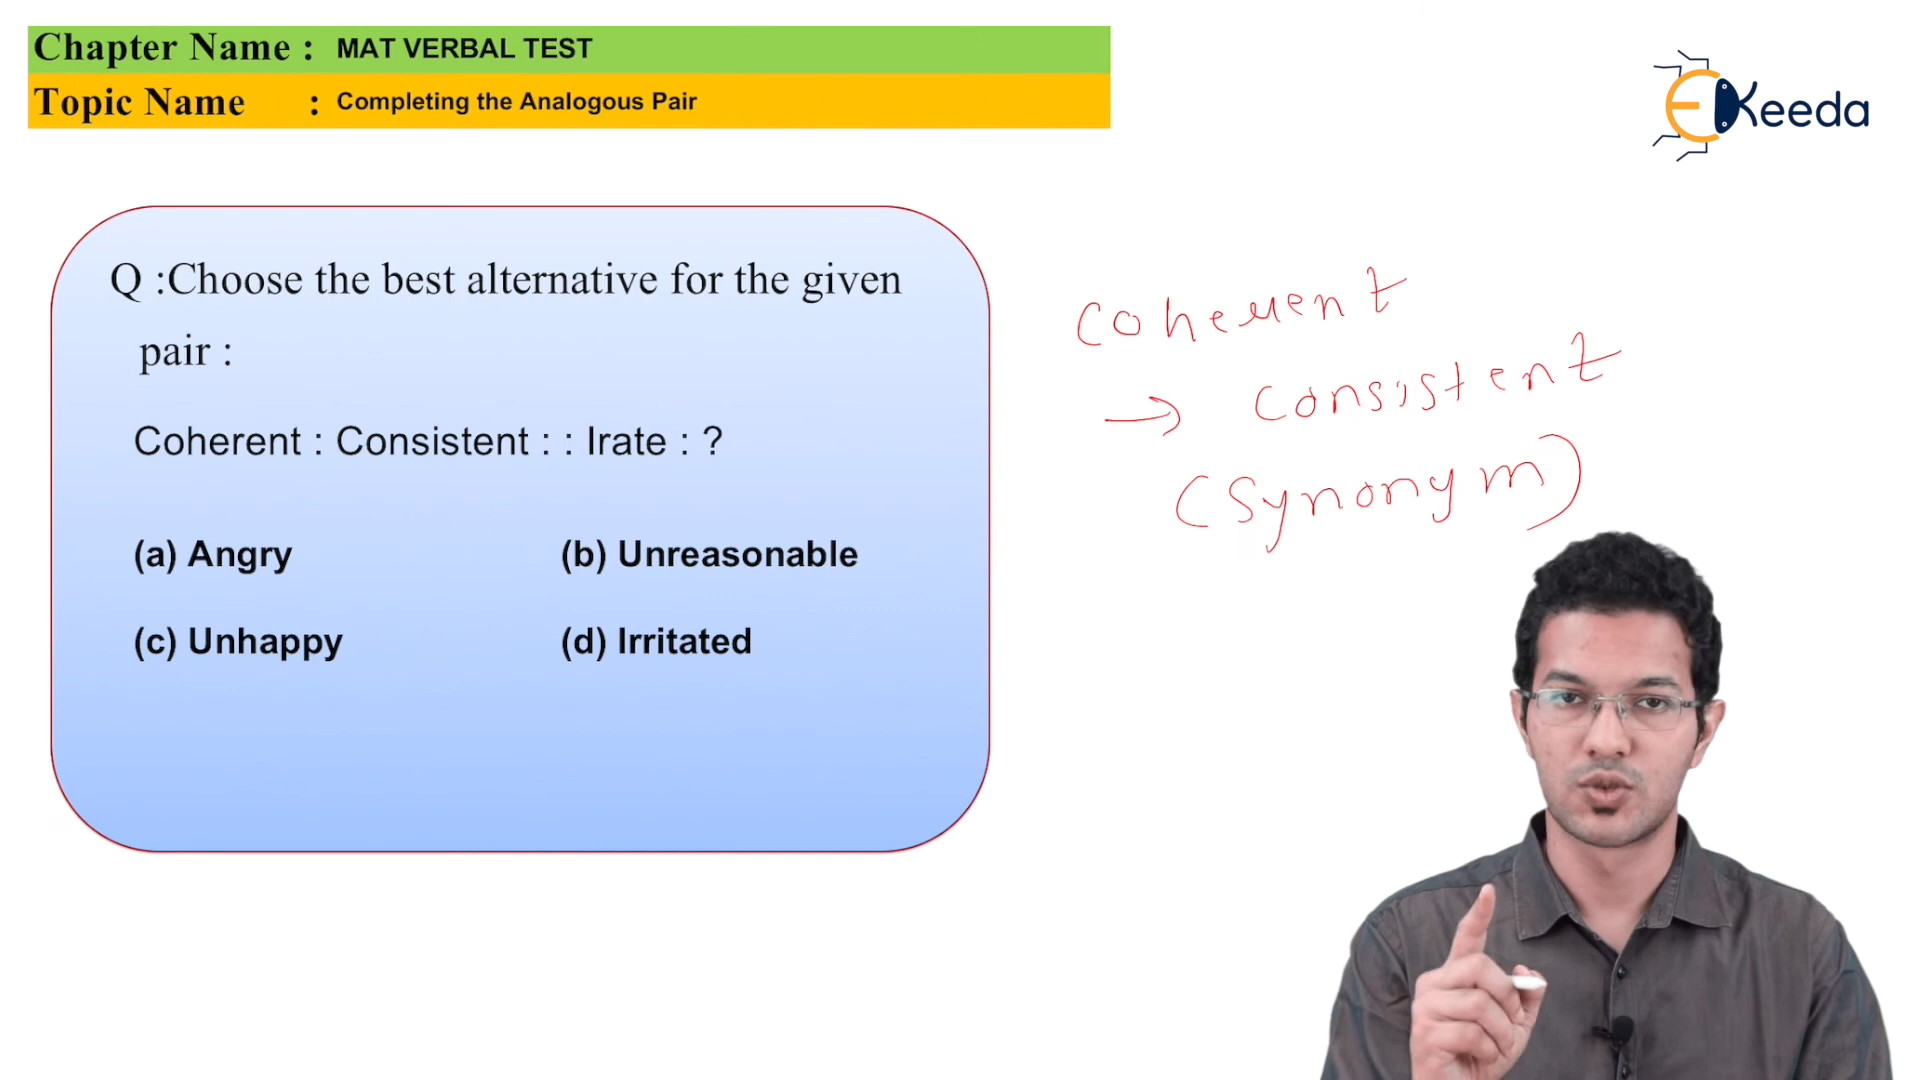 Chapter Name : MAT VERBAL TEST
Topic Name : Completing the Analogous Pair
EKeeda
Q :Choose the best alternative for the given
pair :
Coherent : Consistent : : Irate : ?
(a) Angry (b) Unreasonable
(c) Unhappy (d) Irritated
Coherent
→ Consistent
(Synonym)